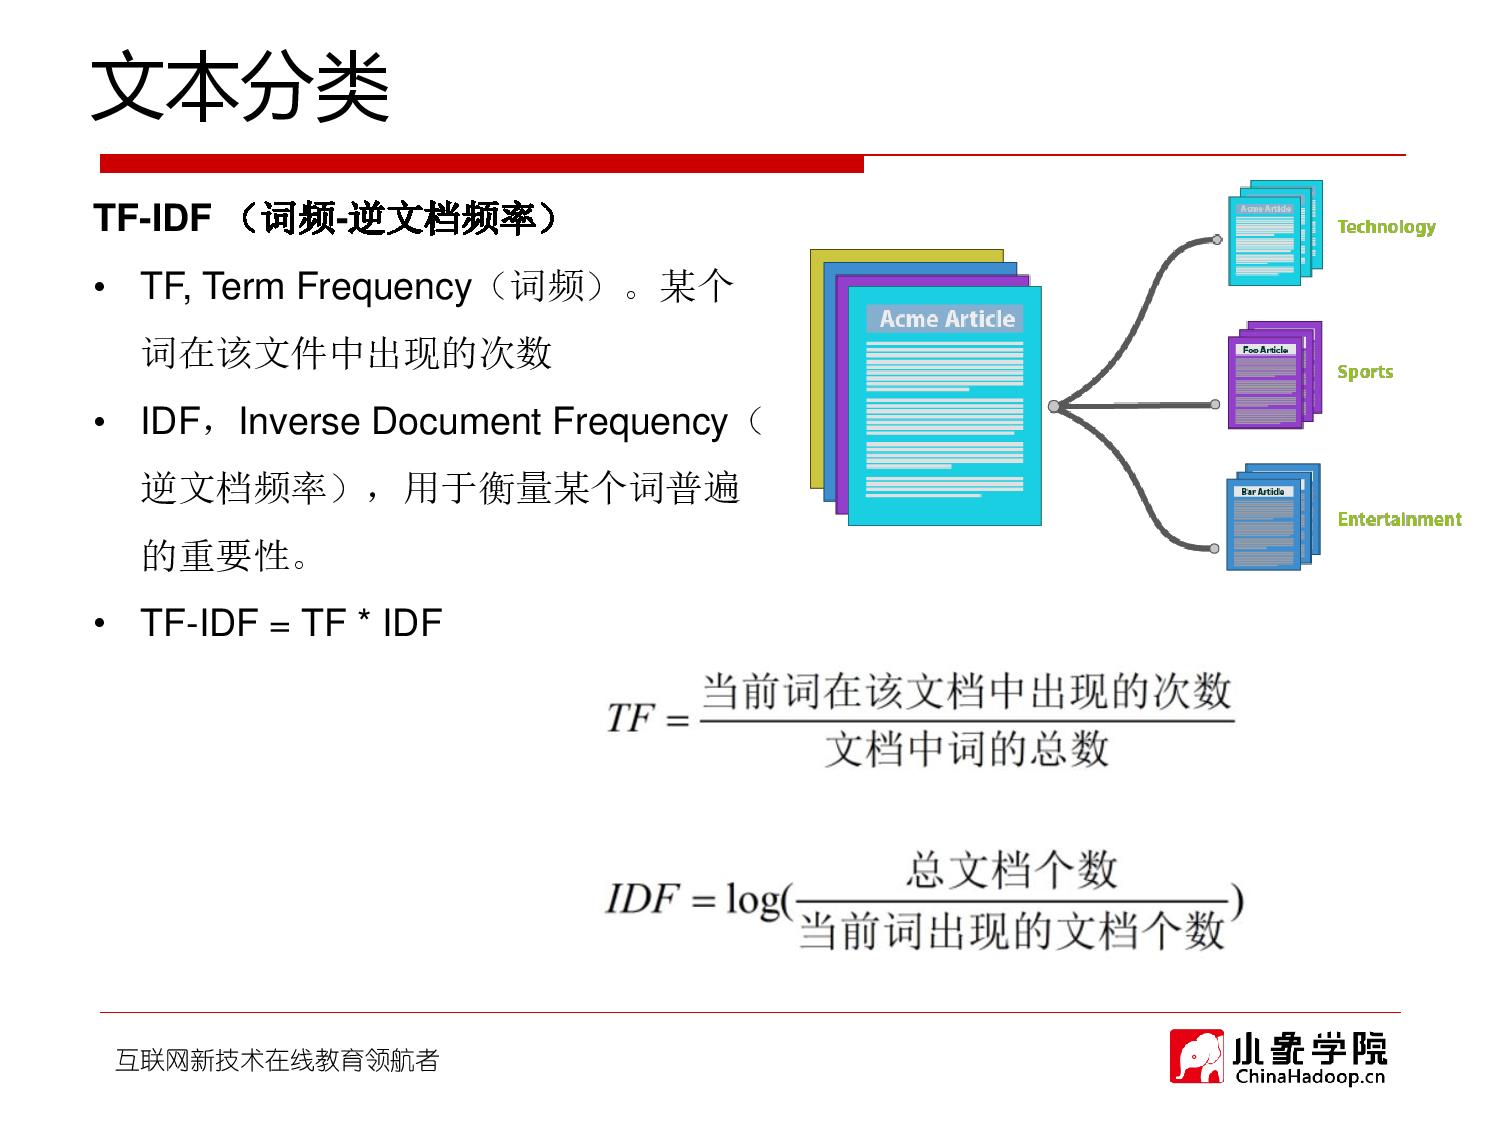 文本分类
TF-IDF （词频-逆文档频率）
• TF, Term Frequency（词频）。某个
词在该文件中出现的次数
• IDF，Inverse Document Frequency（
逆文档频率），用于衡量某个词普遍
的重要性。
• TF-IDF = TF * IDF
Acme Article
Acme Article
Technology
Foo Article
Sports
Bar Article
Entertainment
TF = 当前词在该文档中出现的次数
文档中词的总数
IDF = log( 总文档个数
当前词出现的文档个数 )
互联网新技术在线教育领航者
小象学院
ChinaHadoop.cn